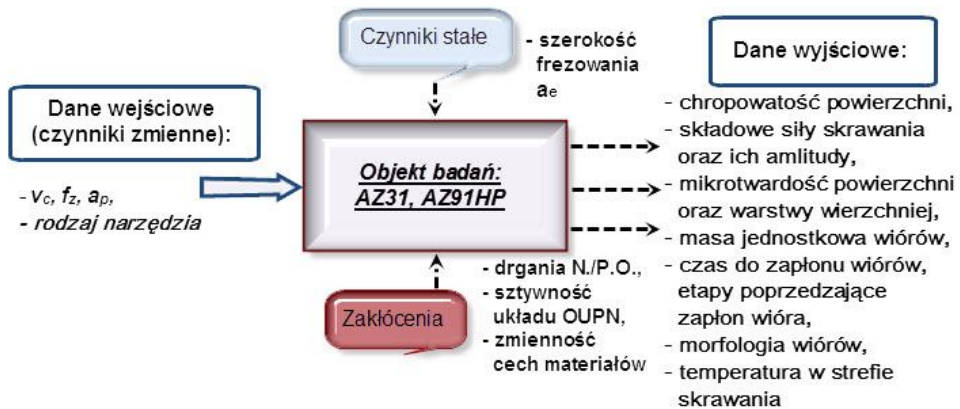 Dane wejściowe
(czynniki zmienne):
- vc, fz, ap,
- rodzaj narzędzia
Czynniki stałe
- szerokość
frezowania
ae
Objekt badań:
AZ31, AZ91HP
Zakłócenia
- drgania N./P.O.,
- sztywność
układu OUPN,
- zmienność
cech materiałów
Dane wyjściowe:
- chropowatość powierzchni,
- składowe siły skrawania
oraz ich amlitudy,
- mikrotwardość powierzchni
oraz warstwy wierzchniej,
- masa jednostkowa wiórów,
- czas do zapłonu wiórów,
etapy poprzedzające
zapłon wióra,
- morfologia wiórów,
- temperatura w strefie
skrawania